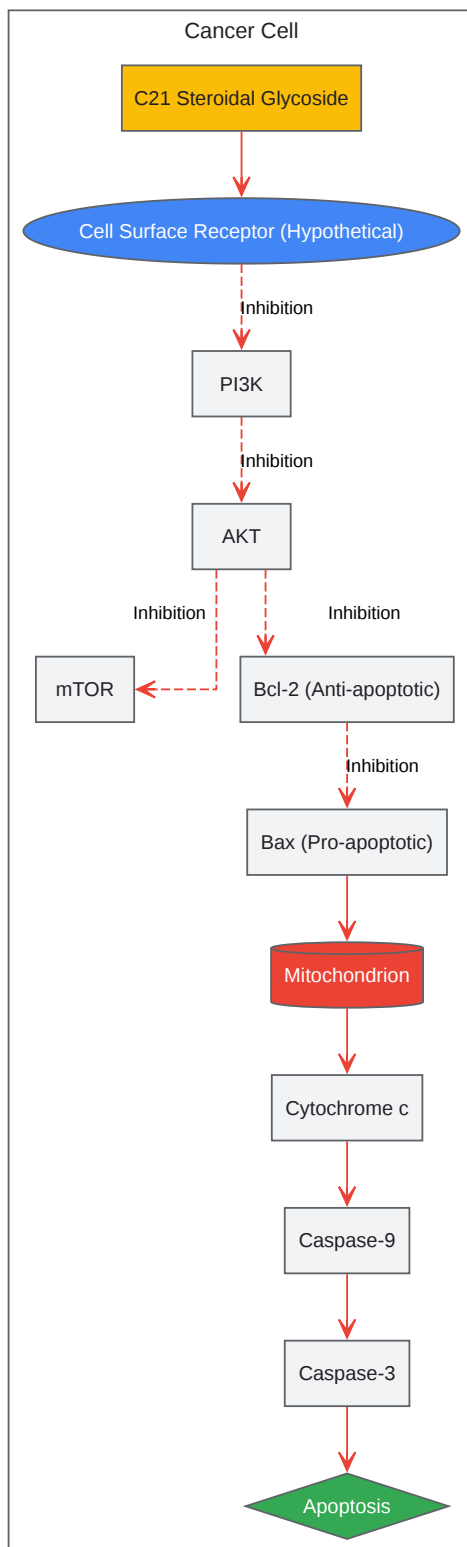 Cancer Cell
C21 Steroidal Glycoside
Cell Surface Receptor (Hypothetical)
Inhibition
PI3K
Inhibition
AKT
Inhibition
Inhibition
mTOR
Bcl-2 (Anti-apoptotic)
Inhibition
Bax (Pro-apoptotic)
Mitochondrion
Cytochrome c
Caspase-9
Caspase-3
Apoptosis